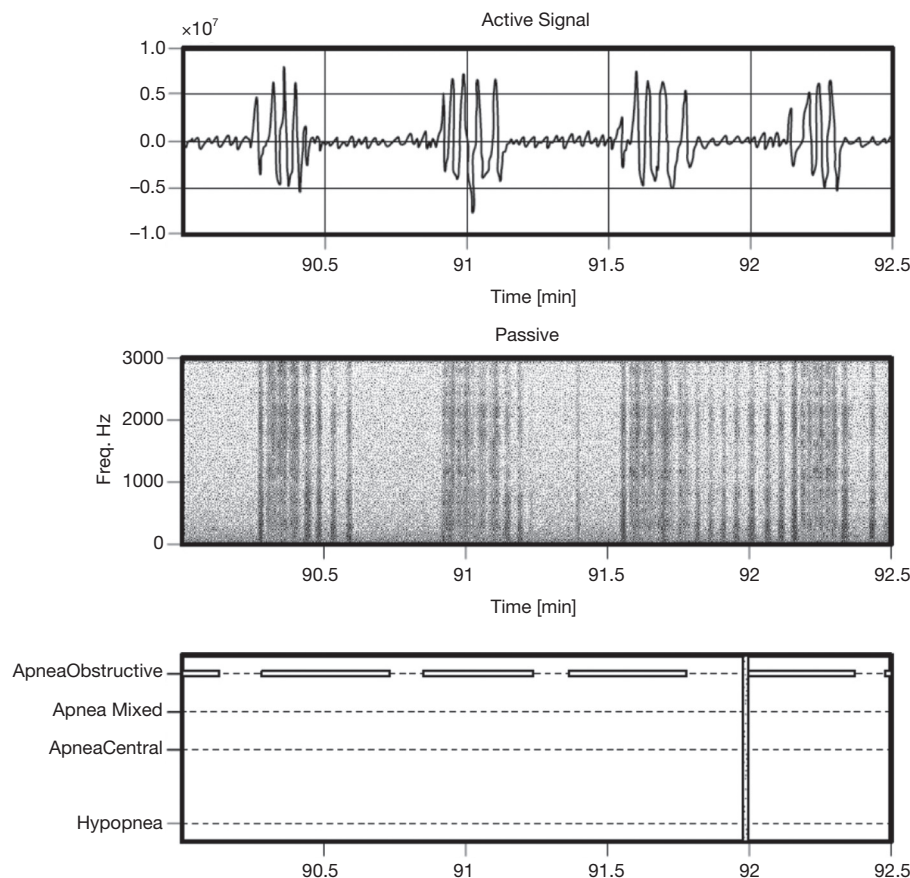 Active Signal
×10⁷
1.0
0.5
0.0
−0.5
−1.0
90.5 91 91.5 92 92.5
Time [min]
Passive
3000
2000
1000
0
Freq. Hz
90.5 91 91.5 92 92.5
Time [min]
ApneaObstructive
Apnea Mixed
ApneaCentral
Hypopnea
90.5 91 91.5 92 92.5